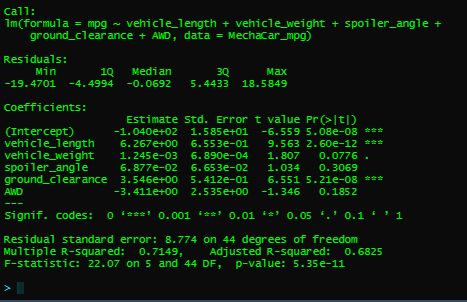 Call:
lm(formula = mpg ~ vehicle_length + vehicle_weight + spoiler_angle +
    ground_clearance + AWD, data = MechaCar_mpg)

Residuals:
     Min       1Q   Median       3Q      Max
-19.4701  -4.4994  -0.0692   5.4433  18.5849

Coefficients:
                   Estimate Std. Error t value Pr(>|t|)
(Intercept)      -1.040e+02  1.585e+01  -6.559 5.08e-08 ***
vehicle_length    6.267e+00  6.553e-01   9.563 2.60e-12 ***
vehicle_weight    1.245e-03  6.890e-04   1.807   0.0776 .
spoiler_angle     6.877e-02  6.653e-02   1.034   0.3069
ground_clearance  3.546e+00  5.412e-01   6.551 5.21e-08 ***
AWD              -3.411e+00  2.535e+00  -1.346   0.1852
---
Signif. codes:  0 ‘***’ 0.001 ‘**’ 0.01 ‘*’ 0.05 ‘.’ 0.1 ‘ ’ 1

Residual standard error: 8.774 on 44 degrees of freedom
Multiple R-squared:  0.7149,	Adjusted R-squared:  0.6825
F-statistic: 22.07 on 5 and 44 DF,  p-value: 5.35e-11

>